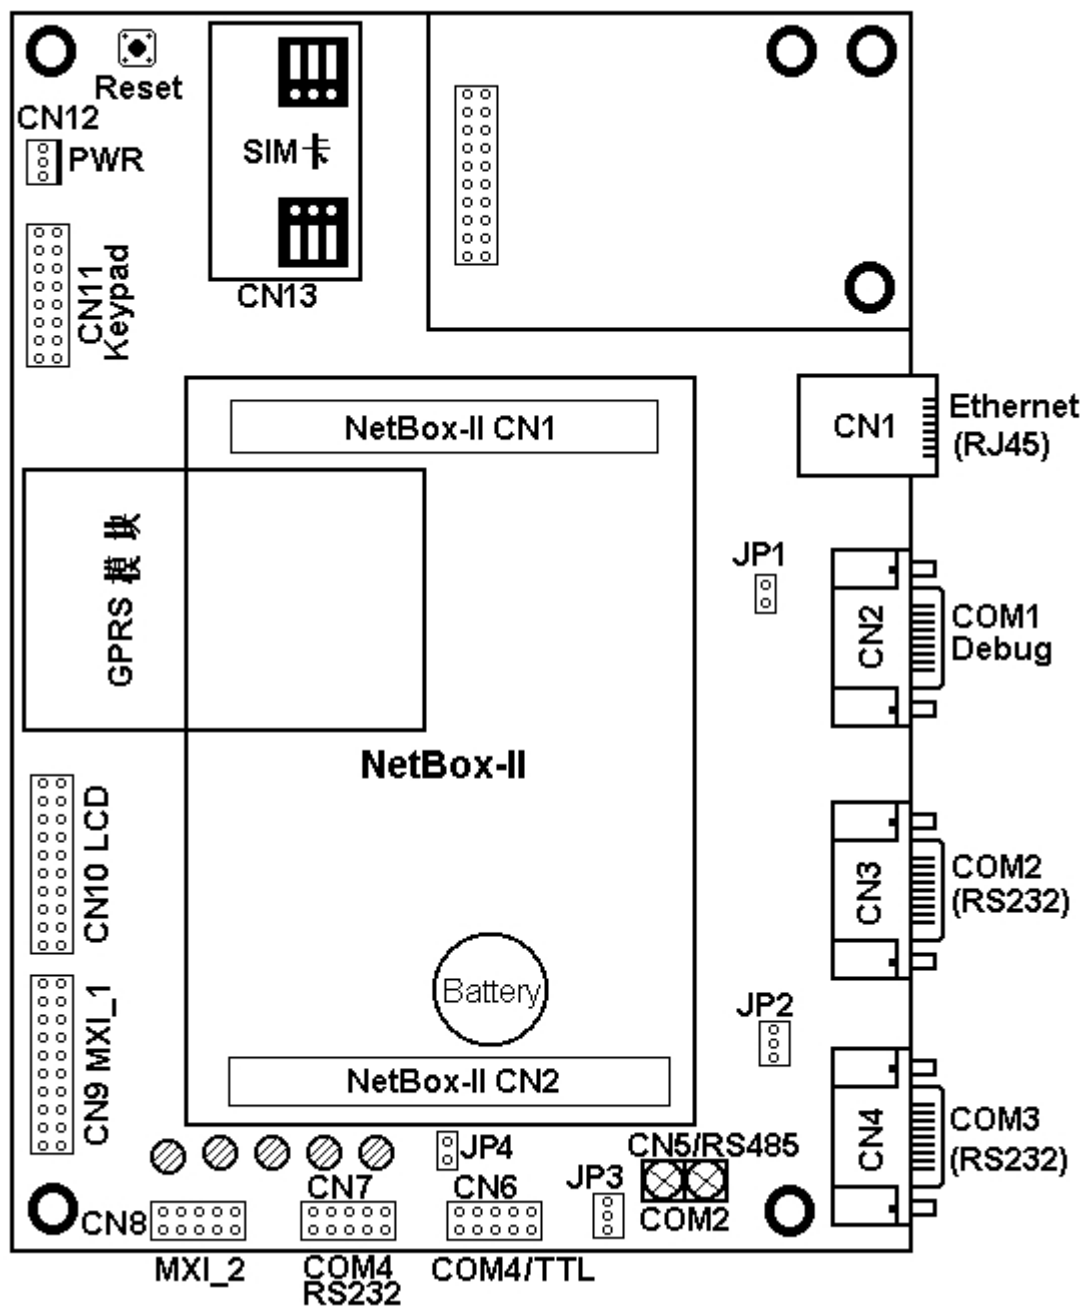 Reset
CN12
PWR
SIM卡
CN13
CN11
Keypad
NetBox-II CN1
CN1
Ethernet
(RJ45)
GPRS 模块
JP1
CN2
COM1
Debug
NetBox-II
CN10 LCD
CN3
COM2
(RS232)
Battery
CN9 MXI_1
JP2
NetBox-II CN2
CN4
COM3
(RS232)
JP4
CN5/RS485
CN7
CN6
JP3
COM2
CN8
MXI_2
COM4
RS232
COM4/TTL